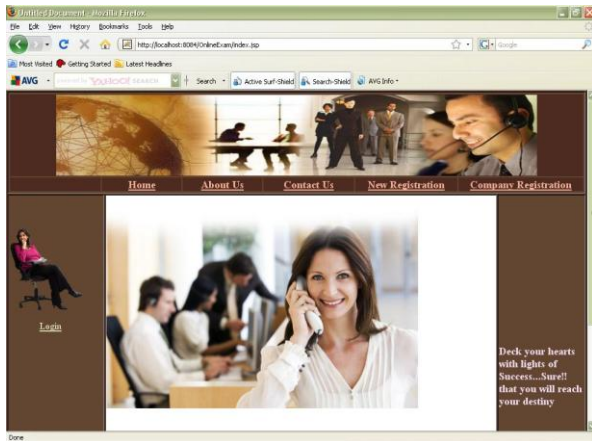 Untitled Document - Mozilla Firefox
File Edit View History Bookmarks Tools Help
http://localhost:8084/OnlineExam/index.jsp
Google
Most Visited Getting Started Latest Headlines
AVG YAHOO! SEARCH Search Active Surf-Shield Search-Shield AVG Info
Home About Us Contact Us New Registration Company Registration
Login
Deck your hearts
with lights of
Success...Sure!!
that you will reach
your destiny
Done